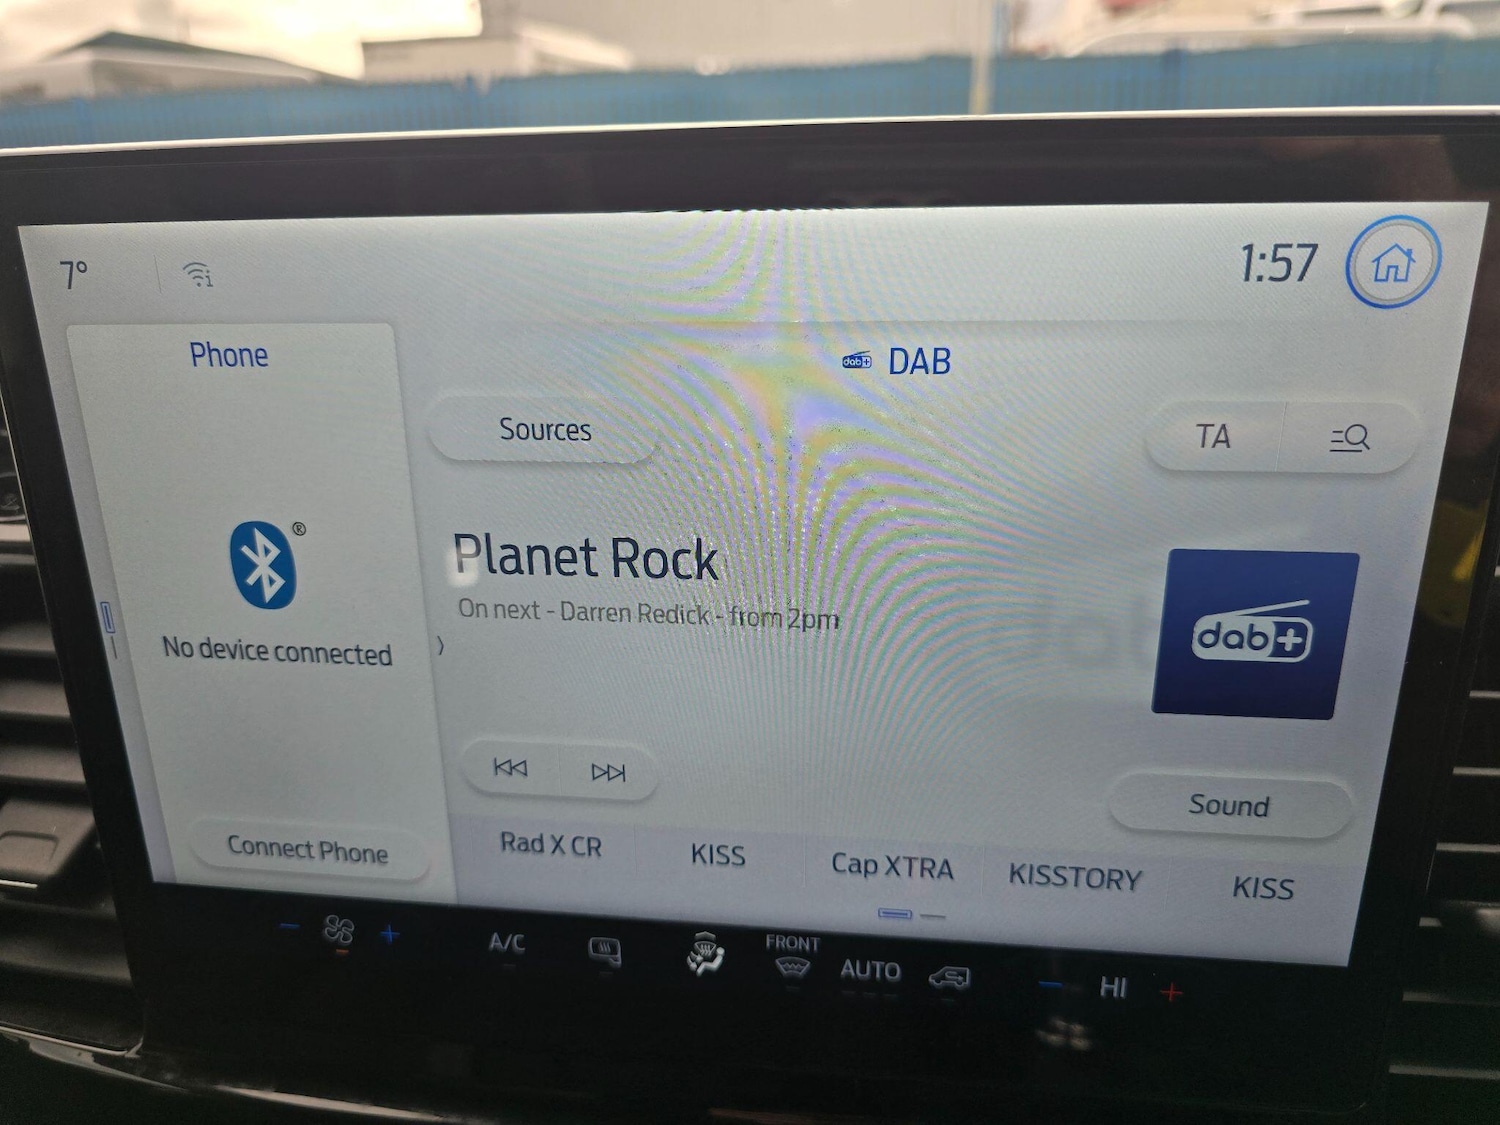 7°
1:57
Phone
dab+ DAB
Sources
TA
Planet Rock
On next - Darren Redick - from 2pm
®
No device connected
dab+
Sound
Connect Phone
Rad X CR
KISS
Cap XTRA
KISSTORY
KISS
- +
A/C
FRONT
AUTO
- HI +